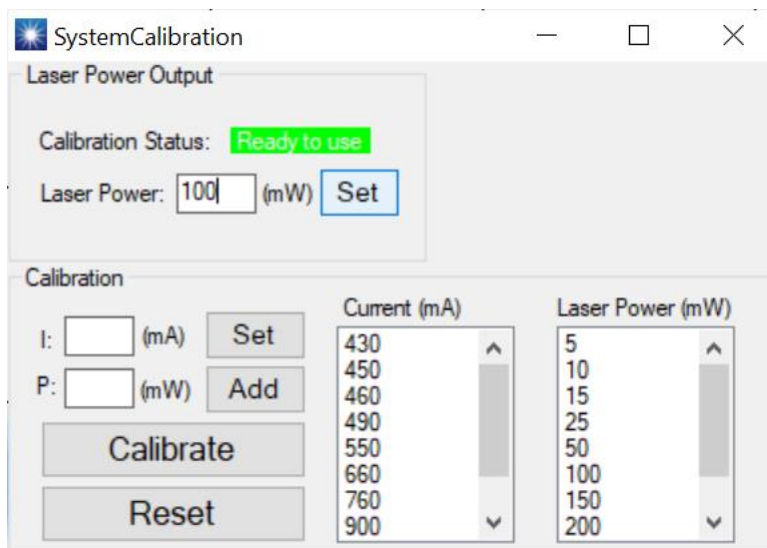 SystemCalibration
Laser Power Output
Calibration Status: Ready to use
Laser Power: 100 (mW) Set
Calibration
I: (mA) Set
P: (mW) Add
Calibrate
Reset
Current (mA)
430
450
460
490
550
660
760
900
Laser Power (mW)
5
10
15
25
50
100
150
200